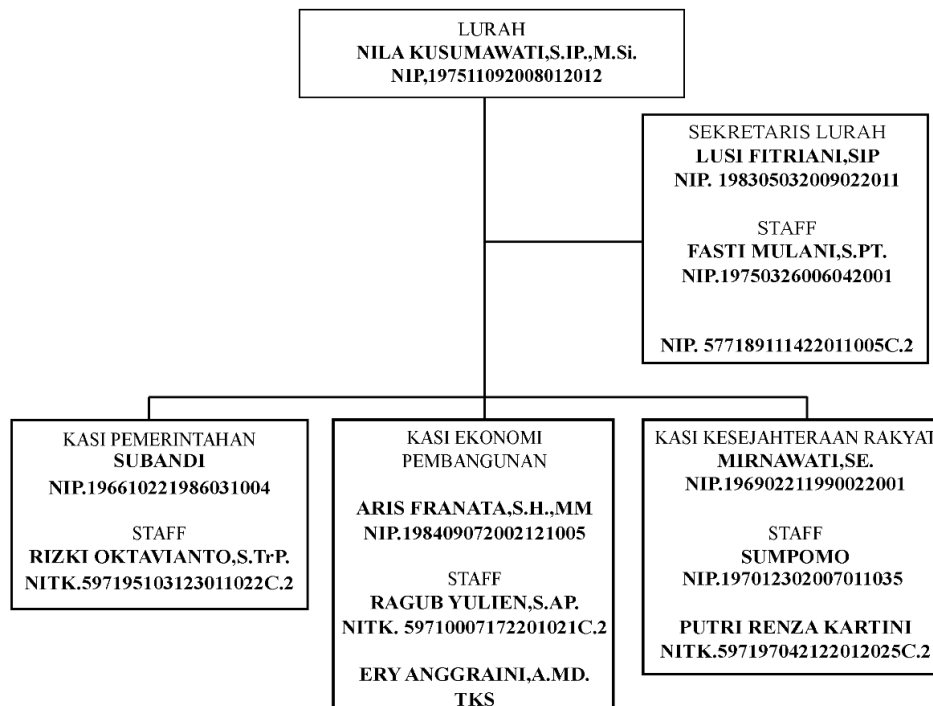 LURAH
NILA KUSUMAWATI,S.IP.,M.Si.
NIP,197511092008012012
SEKRETARIS LURAH
LUSI FITRIANI,SIP
NIP. 198305032009022011
STAFF
FASTI MULANI,S.PT.
NIP.19750326006042001
NIP. 577189111422011005C.2
KASI PEMERINTAHAN
SUBANDI
NIP.196610221986031004
STAFF
RIZKI OKTAVIANTO,S.TrP.
NITK.597195103123011022C.2
KASI EKONOMI
PEMBANGUNAN
ARIS FRANATA,S.H.,MM
NIP.198409072002121005
STAFF
RAGUB YULIEN,S.AP.
NITK. 59710007172201021C.2
ERY ANGGRAINI,A.MD.
TKS
KASI KESEJAHTERAAN RAKYAT
MIRNAWATI,SE.
NIP.196902211990022001
STAFF
SUMPOMO
NIP.197012302007011035
PUTRI RENZA KARTINI
NITK.597197042122012025C.2